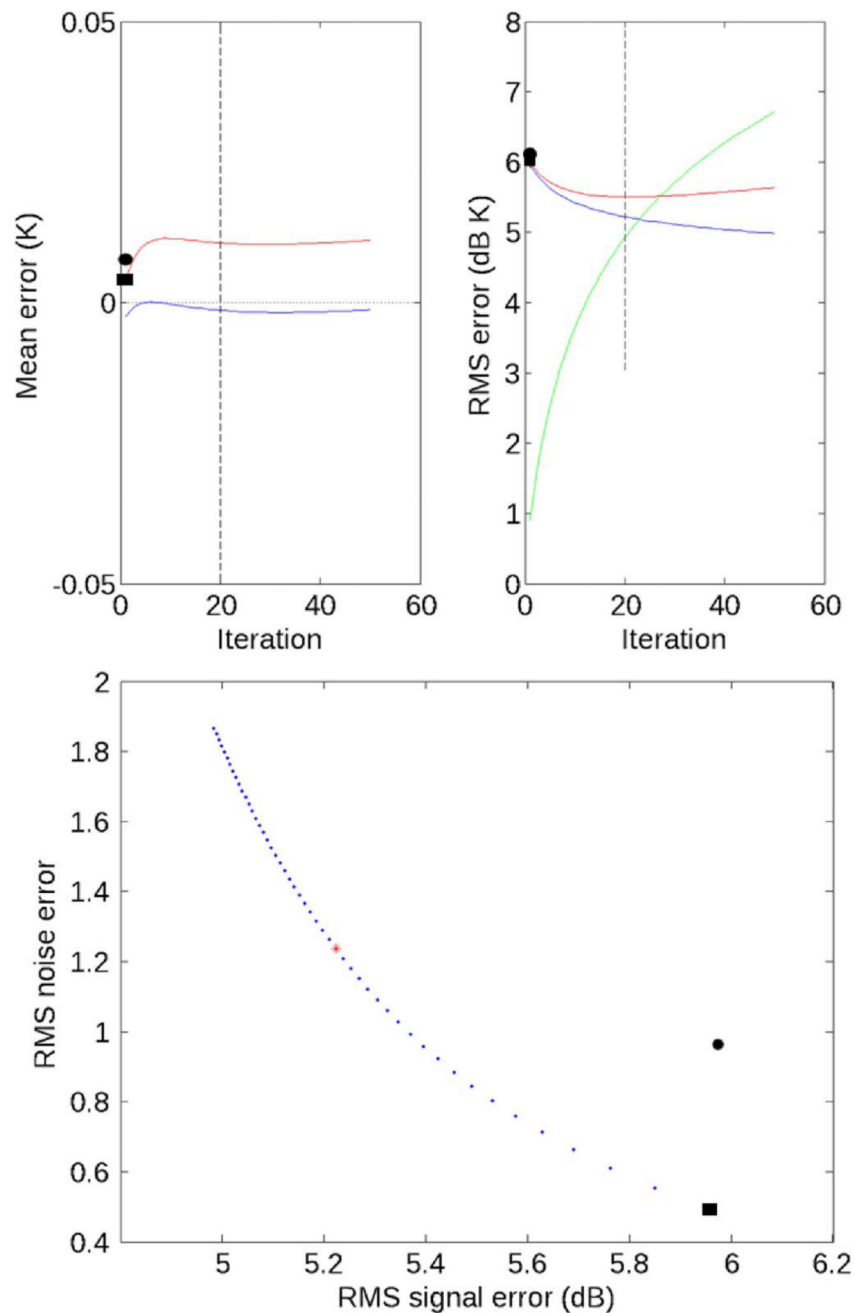 0.05
0
-0.05
Mean error (K)
0 20 40 60
Iteration
8
7
6
5
4
3
2
1
0
RMS error (dB K)
0 20 40 60
Iteration
2
1.8
1.6
1.4
1.2
1
0.8
0.6
0.4
RMS noise error
5 5.2 5.4 5.6 5.8 6 6.2
RMS signal error (dB)